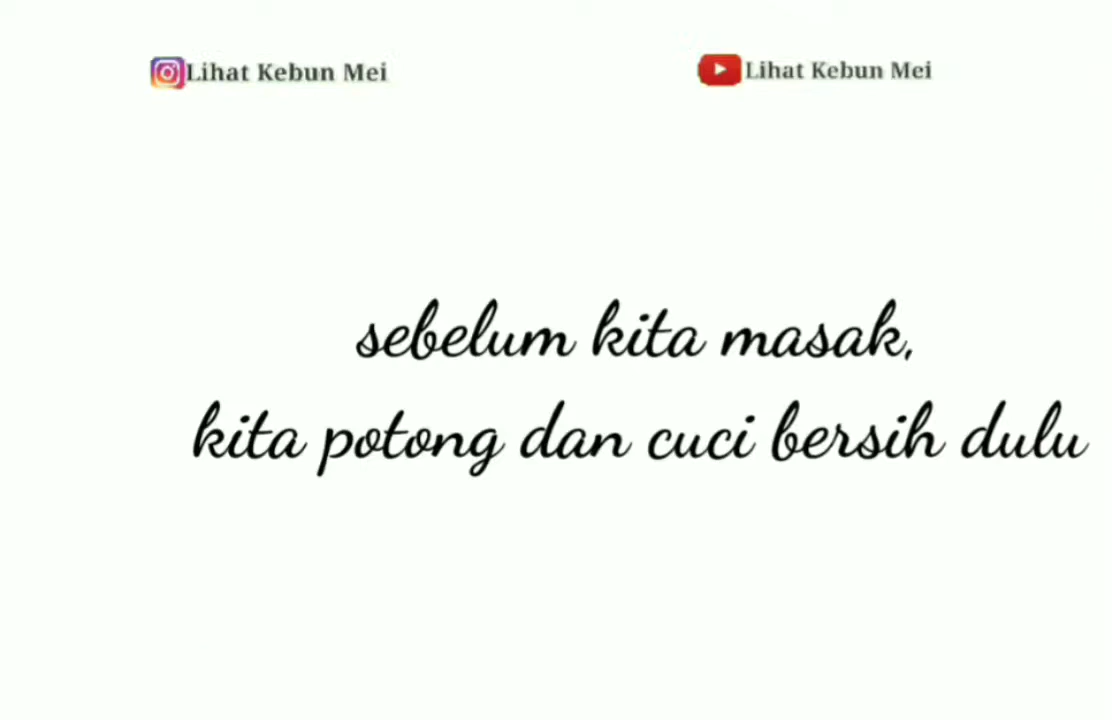 Lihat Kebun Mei Lihat Kebun Mei
sebelum kita masak,
kita potong dan cuci bersih dulu